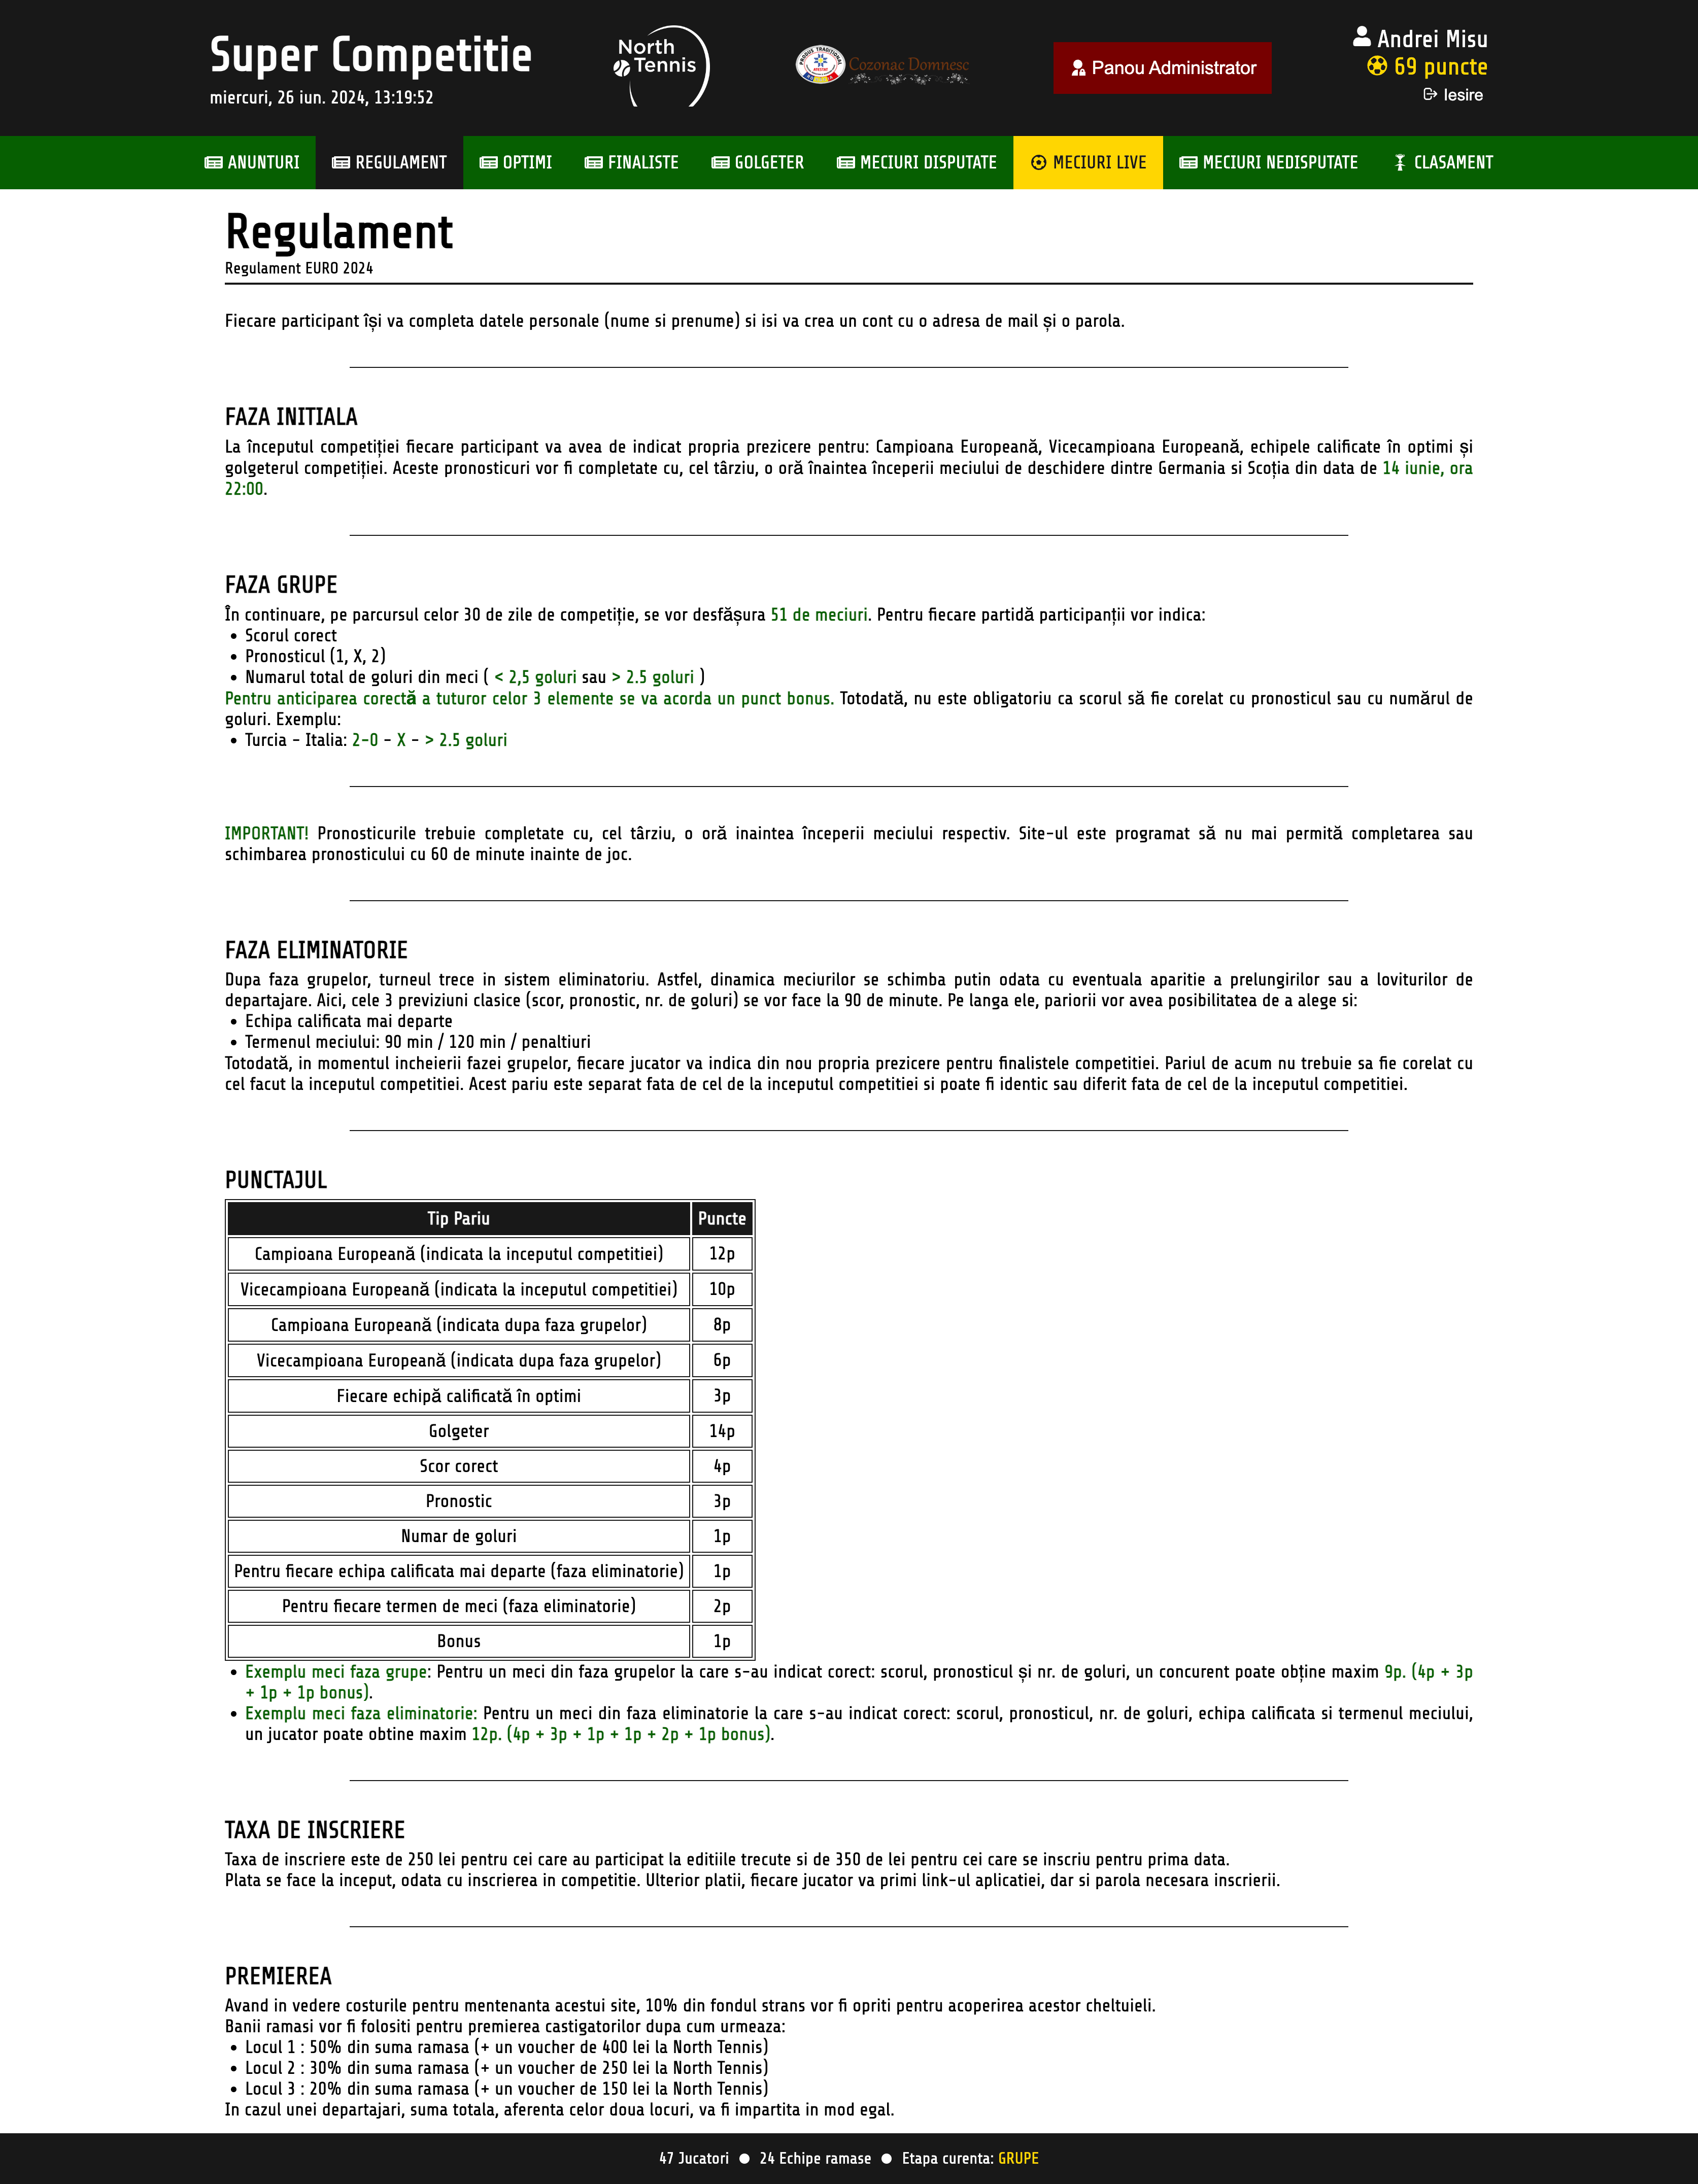 Super Competitie
miercuri, 26 iun. 2024, 13:19:52
North
Tennis
PRODUS TRADITIONAL
Cozonac Domnesc
Panou Administrator
Andrei Misu
69 puncte
Iesire
ANUNTURI
REGULAMENT
OPTIMI
FINALISTE
GOLGETER
MECIURI DISPUTATE
MECIURI LIVE
MECIURI NEDISPUTATE
CLASAMENT
Regulament
Regulament EURO 2024
Fiecare participant își va completa datele personale (nume si prenume) si isi va crea un cont cu o adresa de mail și o parola.
FAZA INITIALA
La începutul competiției fiecare participant va avea de indicat propria prezicere pentru: Campioana Europeană, Vicecampioana Europeană, echipele calificate în optimi și
golgeterul competiției. Aceste pronosticuri vor fi completate cu, cel târziu, o oră înaintea începerii meciului de deschidere dintre Germania si Scoția din data de 14 iunie, ora
22:00.
FAZA GRUPE
În continuare, pe parcursul celor 30 de zile de competiție, se vor desfășura 51 de meciuri. Pentru fiecare partidă participanții vor indica:
• Scorul corect
• Pronosticul (1, X, 2)
• Numarul total de goluri din meci ( < 2,5 goluri sau > 2.5 goluri )
Pentru anticiparea corectă a tuturor celor 3 elemente se va acorda un punct bonus. Totodată, nu este obligatoriu ca scorul să fie corelat cu pronosticul sau cu numărul de
goluri. Exemplu:
• Turcia - Italia: 2-0 - X - > 2.5 goluri
IMPORTANT! Pronosticurile trebuie completate cu, cel târziu, o oră inaintea începerii meciului respectiv. Site-ul este programat să nu mai permită completarea sau
schimbarea pronosticului cu 60 de minute inainte de joc.
FAZA ELIMINATORIE
Dupa faza grupelor, turneul trece in sistem eliminatoriu. Astfel, dinamica meciurilor se schimba putin odata cu eventuala aparitie a prelungirilor sau a loviturilor de
departajare. Aici, cele 3 previziuni clasice (scor, pronostic, nr. de goluri) se vor face la 90 de minute. Pe langa ele, pariorii vor avea posibilitatea de a alege si:
• Echipa calificata mai departe
• Termenul meciului: 90 min / 120 min / penaltiuri
Totodată, in momentul incheierii fazei grupelor, fiecare jucator va indica din nou propria prezicere pentru finalistele competitiei. Pariul de acum nu trebuie sa fie corelat cu
cel facut la inceputul competitiei. Acest pariu este separat fata de cel de la inceputul competitiei si poate fi identic sau diferit fata de cel de la inceputul competitiei.
PUNCTAJUL
Tip Pariu Puncte
Campioana Europeană (indicata la inceputul competitiei) 12p
Vicecampioana Europeană (indicata la inceputul competitiei) 10p
Campioana Europeană (indicata dupa faza grupelor) 8p
Vicecampioana Europeană (indicata dupa faza grupelor) 6p
Fiecare echipă calificată în optimi 3p
Golgeter 14p
Scor corect 4p
Pronostic 3p
Numar de goluri 1p
Pentru fiecare echipa calificata mai departe (faza eliminatorie) 1p
Pentru fiecare termen de meci (faza eliminatorie) 2p
Bonus 1p
• Exemplu meci faza grupe: Pentru un meci din faza grupelor la care s-au indicat corect: scorul, pronosticul și nr. de goluri, un concurent poate obține maxim 9p. (4p + 3p
+ 1p + 1p bonus).
• Exemplu meci faza eliminatorie: Pentru un meci din faza eliminatorie la care s-au indicat corect: scorul, pronosticul, nr. de goluri, echipa calificata si termenul meciului,
un jucator poate obtine maxim 12p. (4p + 3p + 1p + 1p + 2p + 1p bonus).
TAXA DE INSCRIERE
Taxa de inscriere este de 250 lei pentru cei care au participat la editiile trecute si de 350 de lei pentru cei care se inscriu pentru prima data.
Plata se face la inceput, odata cu inscrierea in competitie. Ulterior platii, fiecare jucator va primi link-ul aplicatiei, dar si parola necesara inscrierii.
PREMIEREA
Avand in vedere costurile pentru mentenanta acestui site, 10% din fondul strans vor fi opriti pentru acoperirea acestor cheltuieli.
Banii ramasi vor fi folositi pentru premierea castigatorilor dupa cum urmeaza:
• Locul 1 : 50% din suma ramasa (+ un voucher de 400 lei la North Tennis)
• Locul 2 : 30% din suma ramasa (+ un voucher de 250 lei la North Tennis)
• Locul 3 : 20% din suma ramasa (+ un voucher de 150 lei la North Tennis)
In cazul unei departajari, suma totala, aferenta celor doua locuri, va fi impartita in mod egal.
47 Jucatori ● 24 Echipe ramase ● Etapa curenta: GRUPE